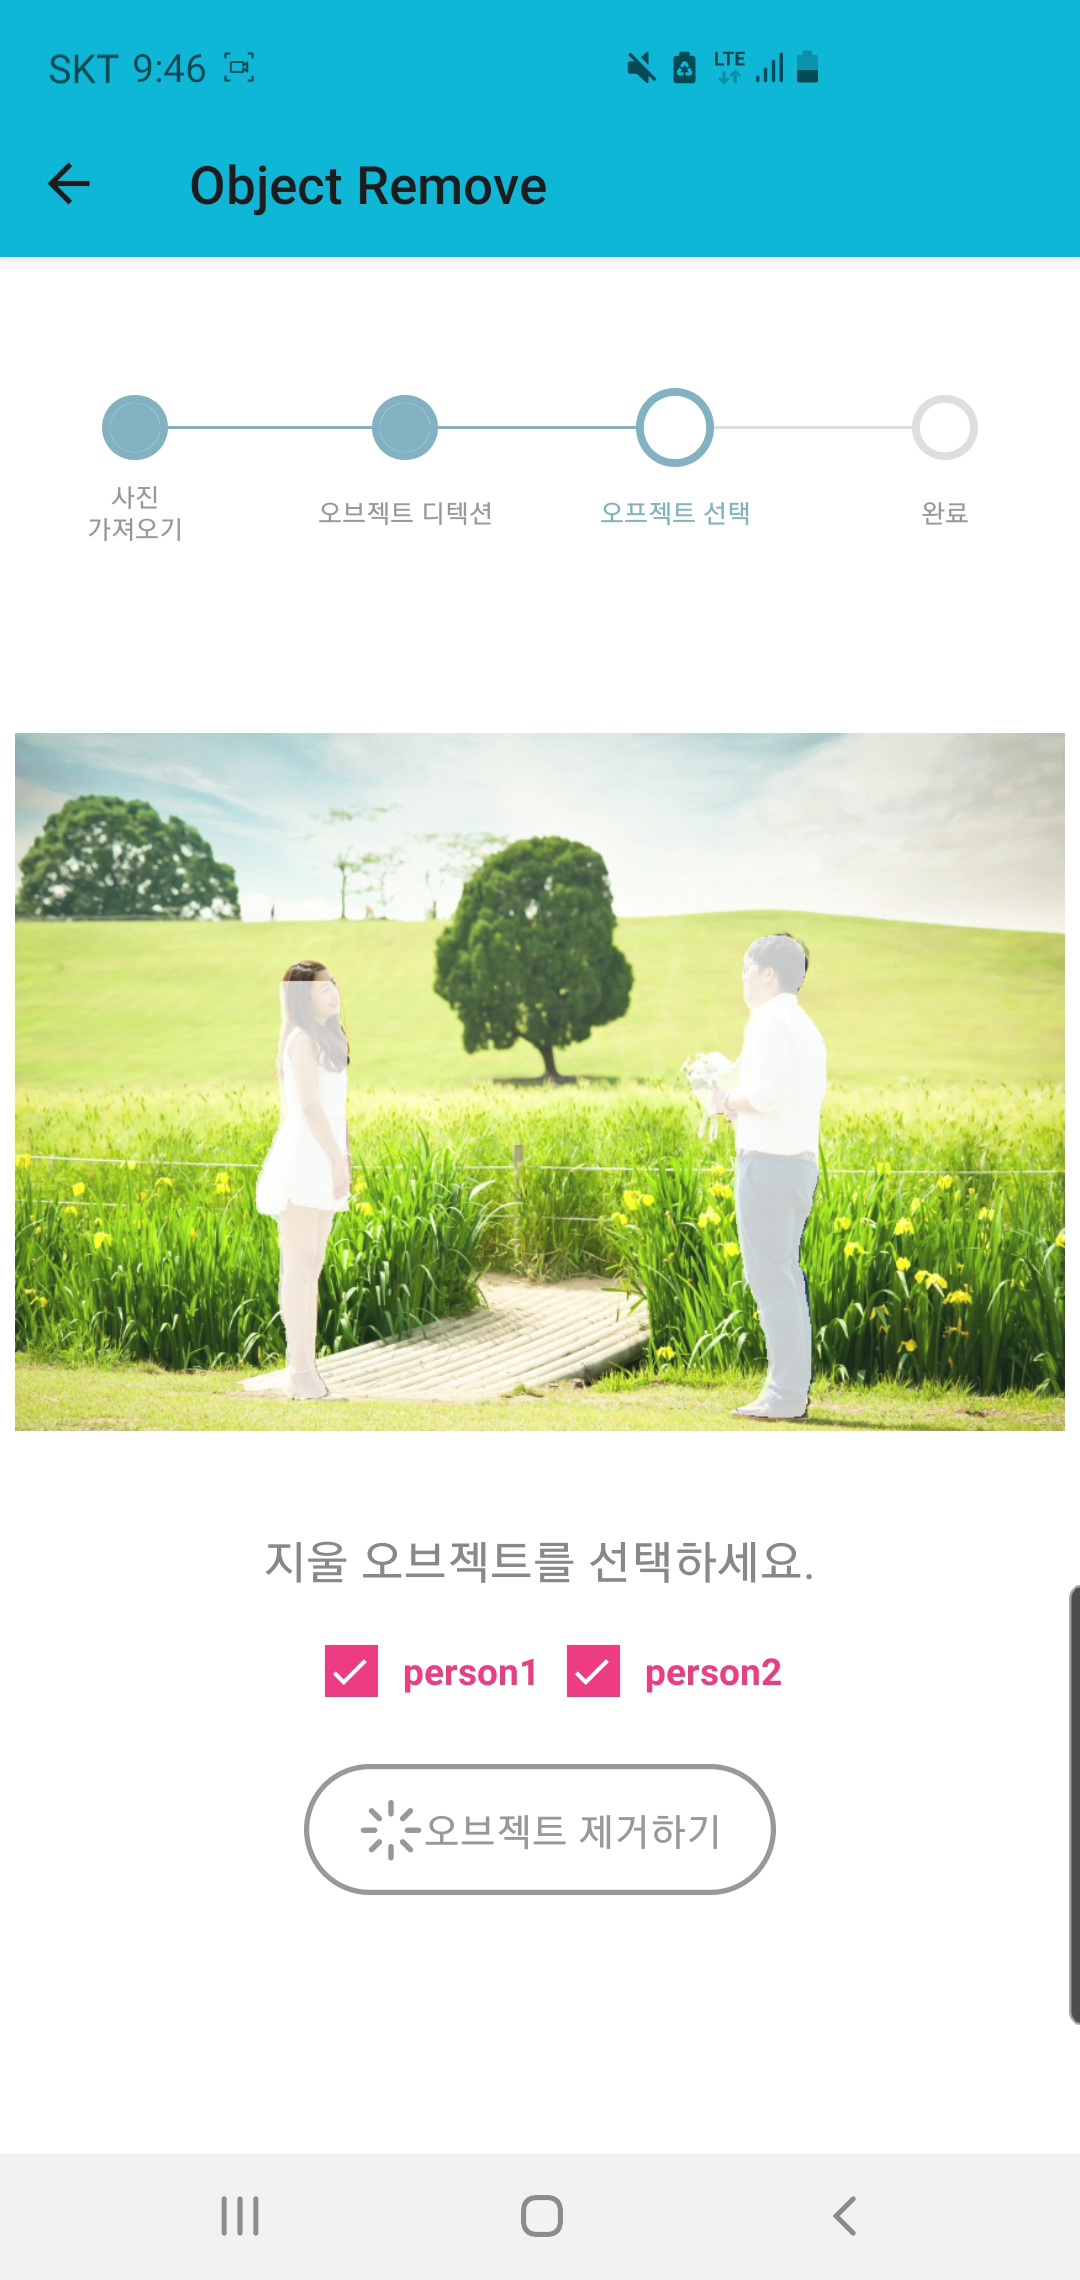 SKT 9:46
LTE
Object Remove
사진
가져오기
오브젝트 디텍션
오프젝트 선택
완료
지울 오브젝트를 선택하세요.
person1
person2
오브젝트 제거하기